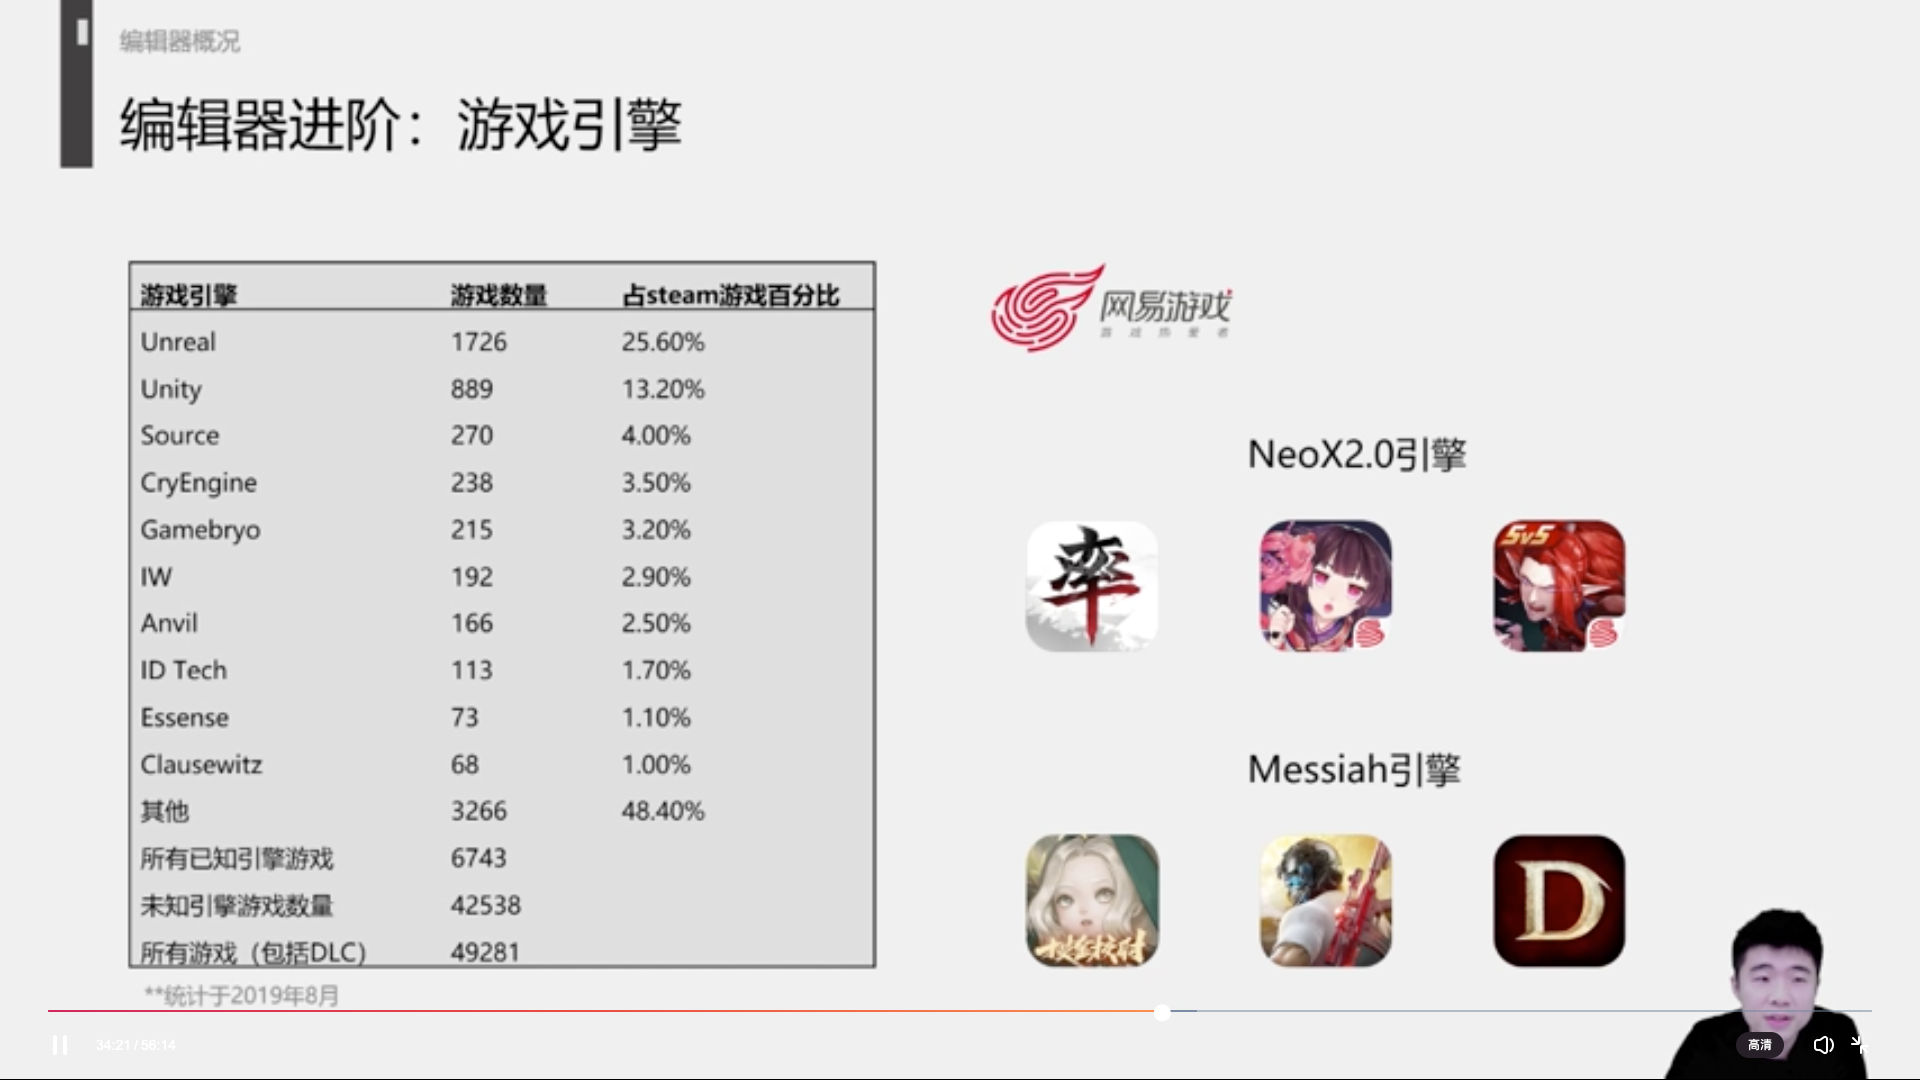 编辑器概况
编辑器进阶：游戏引擎
游戏引擎 游戏数量 占steam游戏百分比
Unreal 1726 25.60%
Unity 889 13.20%
Source 270 4.00%
CryEngine 238 3.50%
Gamebryo 215 3.20%
IW 192 2.90%
Anvil 166 2.50%
ID Tech 113 1.70%
Essense 73 1.10%
Clausewitz 68 1.00%
其他 3266 48.40%
所有已知引擎游戏 6743
未知引擎游戏数量 42538
所有游戏（包括DLC） 49281
**统计于2019年8月
网易游戏
游戏热爱者
NeoX2.0引擎
率
5v5
Messiah引擎
D
34:21 / 56:14
高清